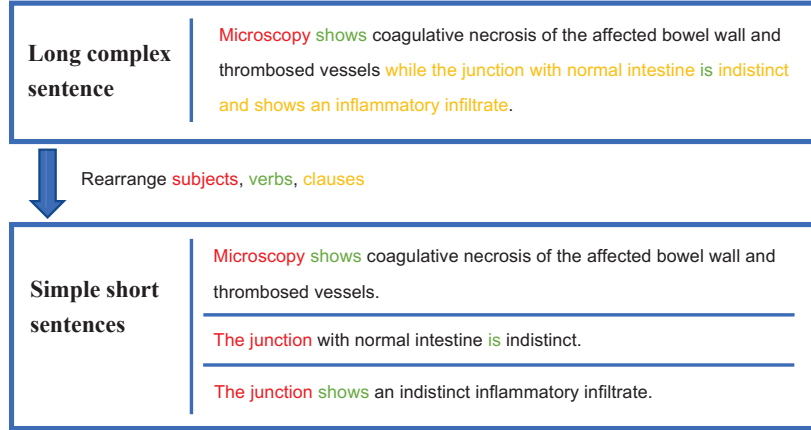 Long complex
sentence
Microscopy shows coagulative necrosis of the affected bowel wall and
thrombosed vessels while the junction with normal intestine is indistinct
and shows an inflammatory infiltrate.
Rearrange subjects, verbs, clauses
Simple short
sentences
Microscopy shows coagulative necrosis of the affected bowel wall and
thrombosed vessels.
The junction with normal intestine is indistinct.
The junction shows an indistinct inflammatory infiltrate.